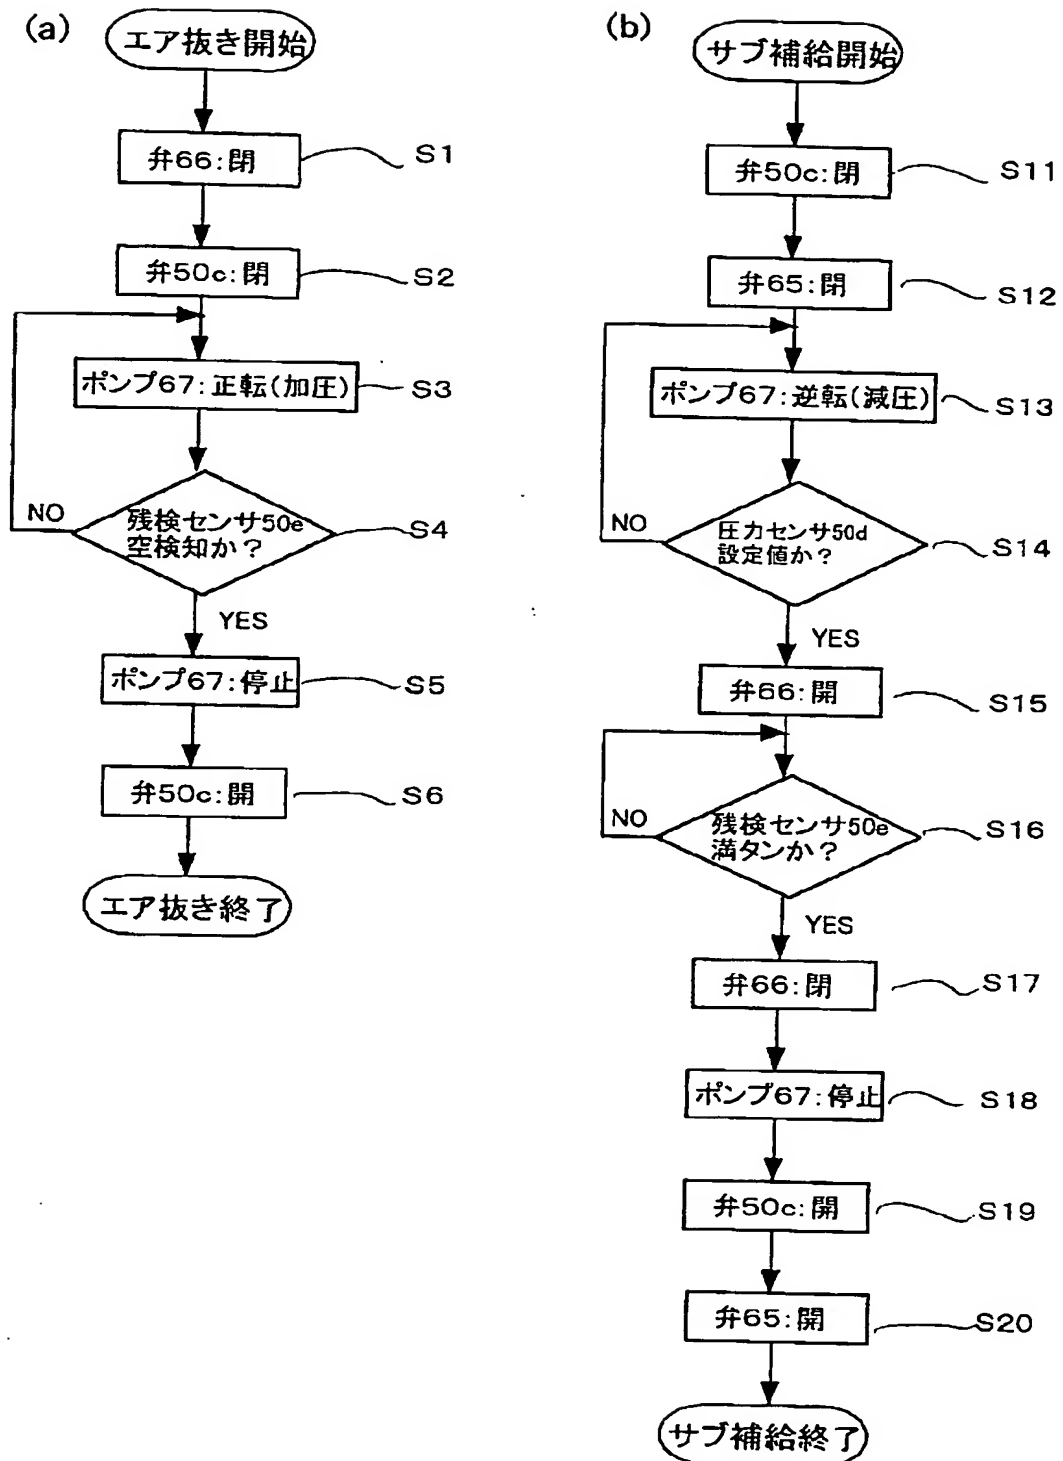 (a)
エア抜き開始
弁66:閉
S1
弁50c:閉
S2
ポンプ67:正転(加圧)
S3
残検センサ50e
空検知か?
S4
NO
YES
ポンプ67:停止
S5
弁50c:開
S6
エア抜き終了
(b)
サブ補給開始
弁50c:閉
S11
弁65:閉
S12
ポンプ67:逆転(減圧)
S13
圧力センサ50d
設定値か?
S14
NO
YES
弁66:開
S15
残検センサ50e
満タンか?
S16
NO
YES
弁66:閉
S17
ポンプ67:停止
S18
弁50c:開
S19
弁65:開
S20
サブ補給終了